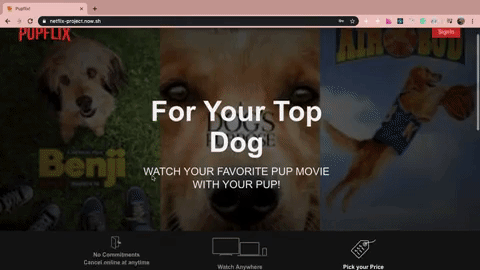 Pupflix!
netflix-project.now.sh
PUPFLIX
SignIn
AIR BUD
For Your Top
A
DOG'S
Benji
WATCH YOUR FAVORITE PUP MOVIE
WITH YOUR PUP!
Dog
No Commitments
Cancel online at anytime
Watch Anywhere
Pick your Price